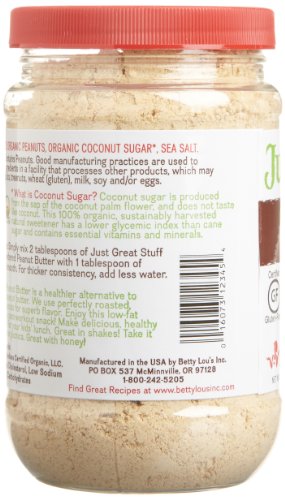 ORGANIC PEANUTS, ORGANIC COCONUT SUGAR*, SEA SALT.
Peanuts. Good manufacturing practices are used to
in a facility that processes other products, which may
wheat (gluten), milk, soy and/or eggs.
*What is Coconut Sugar? Coconut sugar is produced
the sap of the coconut palm flower, and does not taste
coconut. This 100% organic, sustainably harvested
natural sweetener has a lower glycemic index than cane
sugar and contains essential vitamins and minerals.
Simply mix 2 tablespoons of Just Great Stuff
Peanut Butter with 1 tablespoon of
For thicker consistency, add less water.
Butter is a healthier alternative to
butter. We use perfectly roasted,
for superb flavor. Enjoy this low-fat
snack! Make delicious, healthy
kids lunch. Great in shakes! Take it
Great with honey!
Certified Organic, LLC.
Cholesterol, Low Sodium
Carbohydrates
Manufactured in the USA by Betty Lou's Inc.
PO BOX 537 McMinnville, OR 97128
1-800-242-5205
Find Great Recipes at www.bettylousinc.com
0 16073 12345 4
Ju
Certified
GF
Gluten